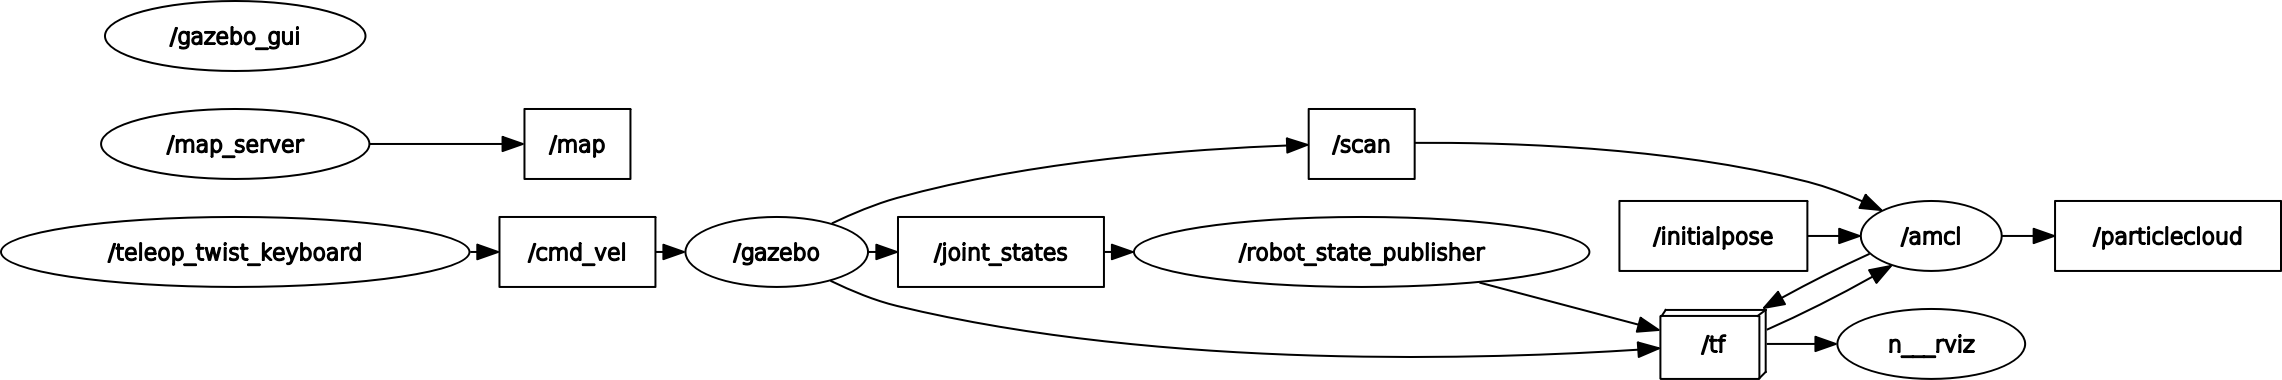 /gazebo_gui
/map_server
/map
/scan
/teleop_twist_keyboard
/cmd_vel
/gazebo
/joint_states
/robot_state_publisher
/initialpose
/amcl
/particlecloud
/tf
n___rviz